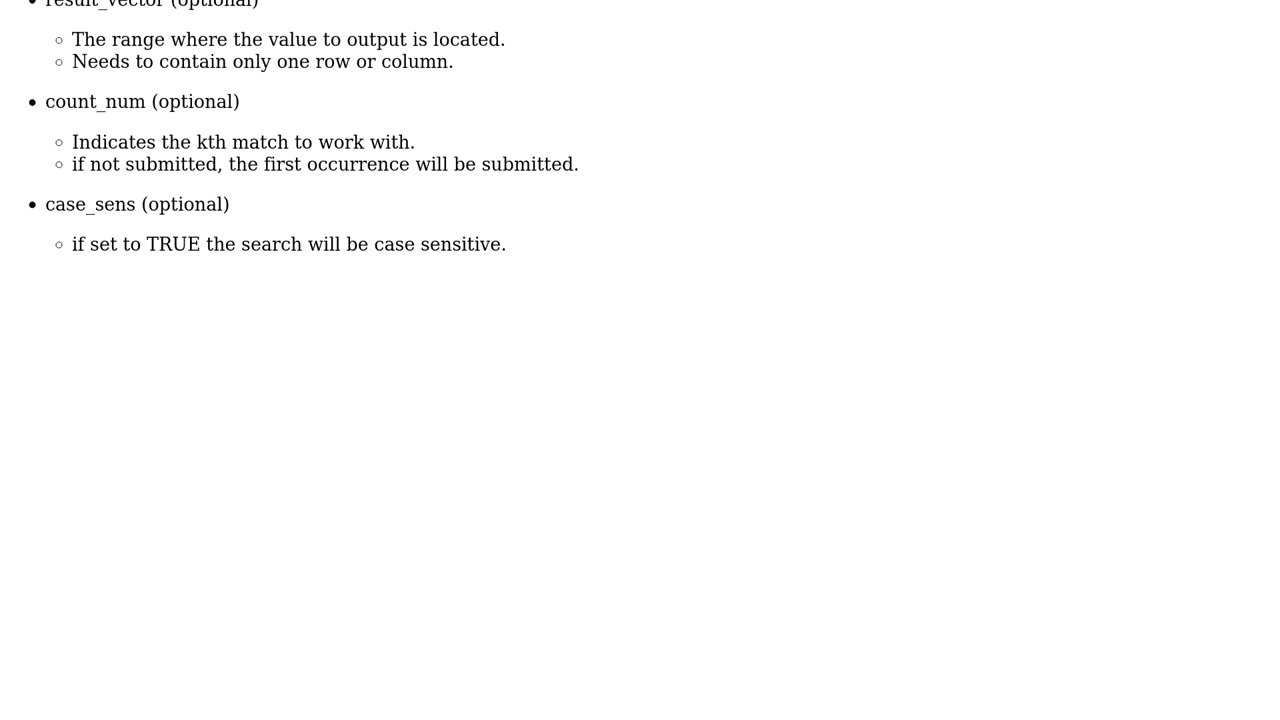 result_vector (optional)
The range where the value to output is located.
Needs to contain only one row or column.
count_num (optional)
Indicates the kth match to work with.
if not submitted, the first occurrence will be submitted.
case_sens (optional)
if set to TRUE the search will be case sensitive.